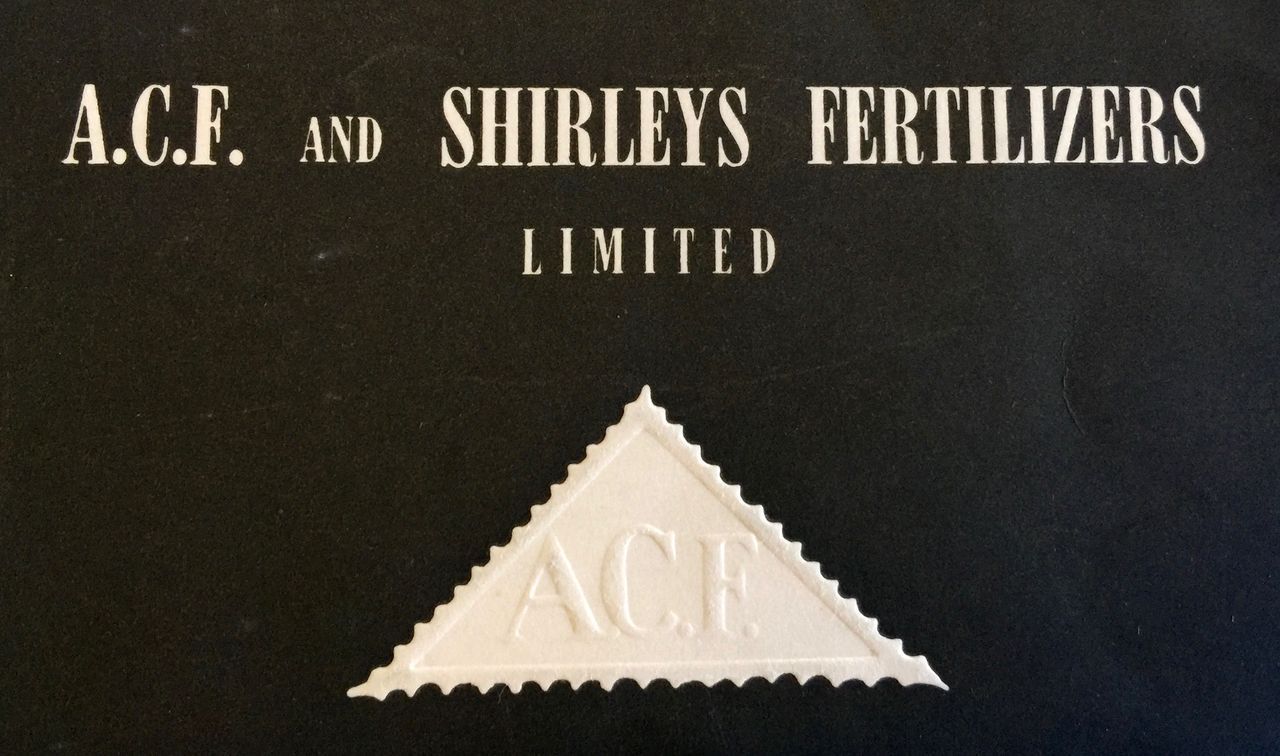 A.C.F. AND SHIRLEYS FERTILIZERS
LIMITED
A.C.F.